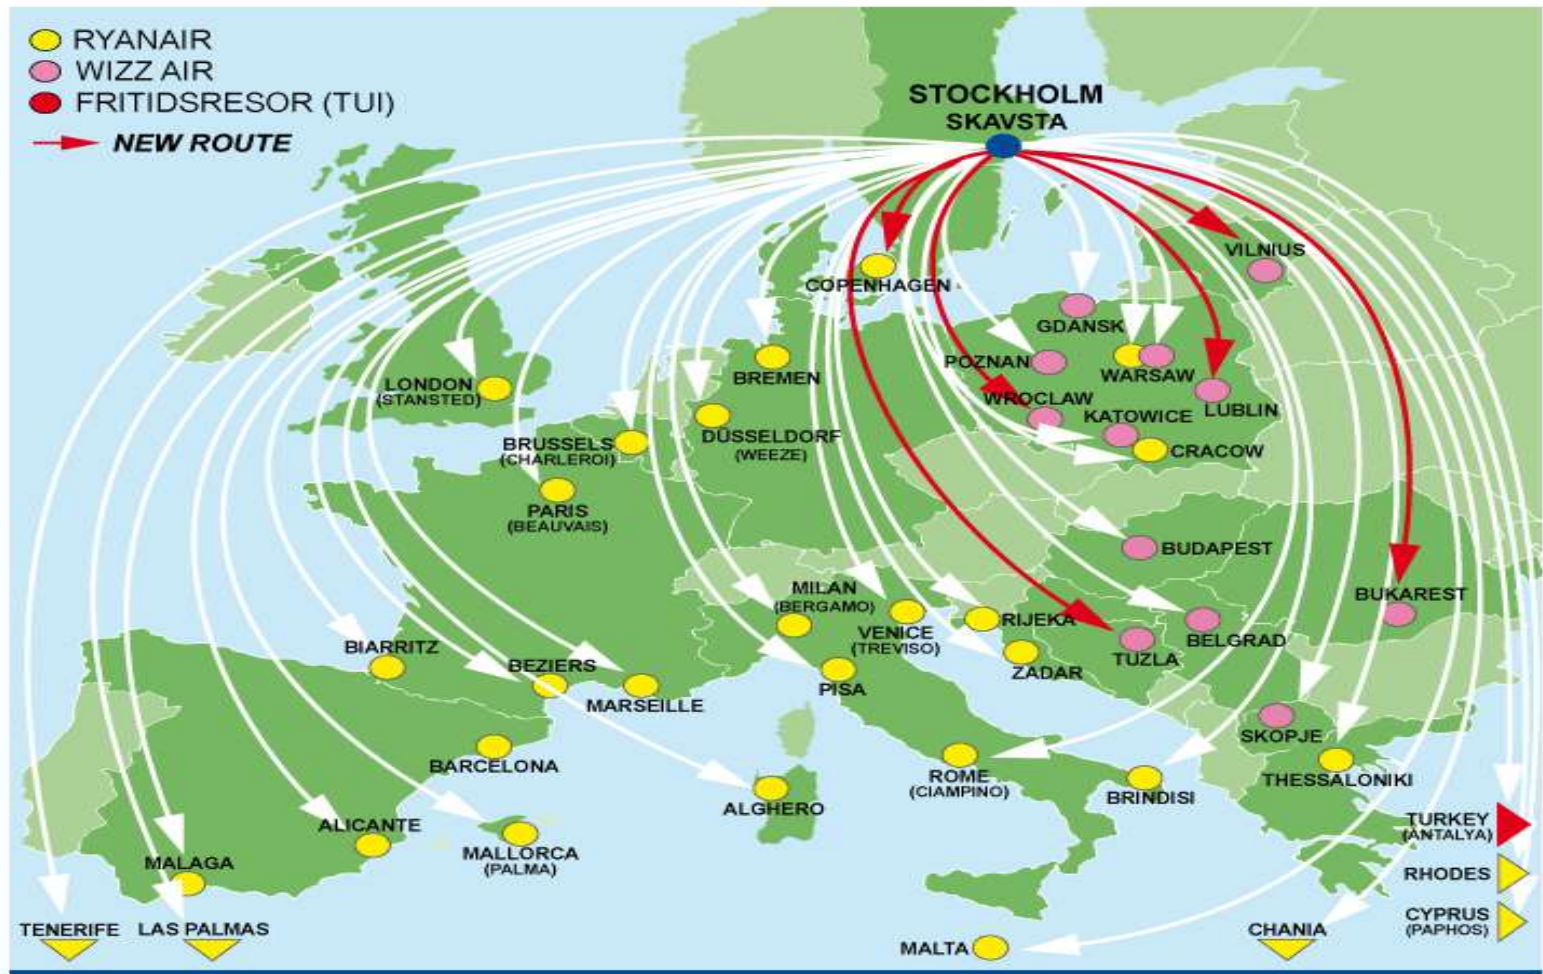 RYANAIR
WIZZ AIR
FRITIDSRESOR (TUI)
NEW ROUTE
STOCKHOLM
SKAVSTA
VILNIUS
COPENHAGEN
GDANSK
POZNAN
WARSAW
BREMEN
LONDON
(STANSTED)
WROCLAW
KATOWICE
LUBLIN
BRUSSELS
(CHARLEROI)
DÜSSELDORF
(WEEZE)
CRACOW
PARIS
(BEAUVAIS)
BUDAPEST
MILAN
(BERGAMO)
BUKAREST
VENICE
(TREVISO)
RIJEKA
BELGRAD
BIARRITZ
TUZLA
BEZIERS
ZADAR
PISA
MARSEILLE
SKOPJE
BARCELONA
ROME
(CIAMPINO)
THESSALONIKI
BRINDISI
ALGHERO
ALICANTE
TURKEY
(ANTALYA)
MALLORCA
(PALMA)
MALAGA
RHODES
TENERIFE
LAS PALMAS
MALTA
CHANIA
CYPRUS
(PAPHOS)